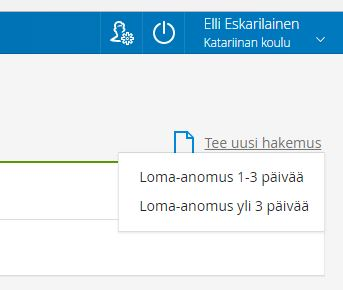 Elli Eskarilainen
Katariinan koulu
Tee uusi hakemus
Loma-anomus 1-3 päivää
Loma-anomus yli 3 päivää